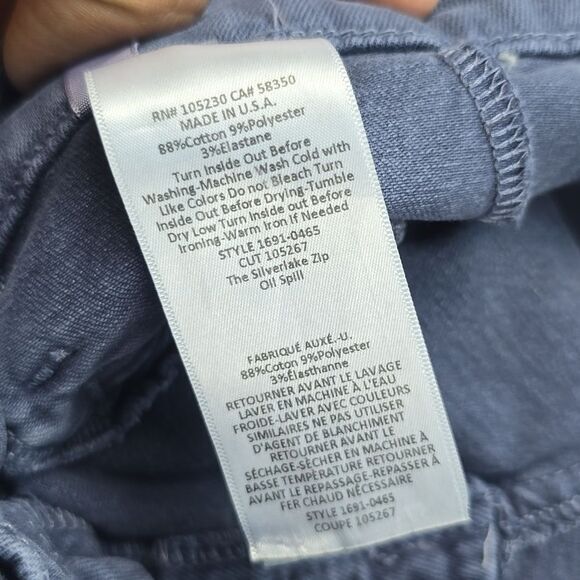 RN# 105230 CA# 58350
MADE IN U.S.A.
88%Cotton 9%Polyester
3%Elastane
Turn Inside Out Before
Washing-Machine Wash Cold with
Like Colors Do not Bleach Turn
Inside Out Before Drying-Tumble
Dry Low Turn inside out Before
Ironing-Warm Iron if Needed
STYLE 1691-0465
CUT 105267
The Silverlake Zip
Oil Spill
FABRIQUÉ AUXÉ.-U.
88%Coton 9%Polyester
3%Élasthanne
RETOURNER AVANT LE LAVAGE
LAVER EN MACHINE À L'EAU
FROIDE-LAVER AVEC COULEURS
SIMILAIRES NE PAS UTILISER
D'AGENT DE BLANCHIMENT
RETOURNER AVANT LE
SÉCHAGE-SÈCHER EN MACHINE À
BASSE TEMPÉRATURE RETOURNER
AVANT LE REPASSAGE-REPASSER À
FER CHAUD NÉCESSAIRE
STYLE 1691-0465
COUPE 105267